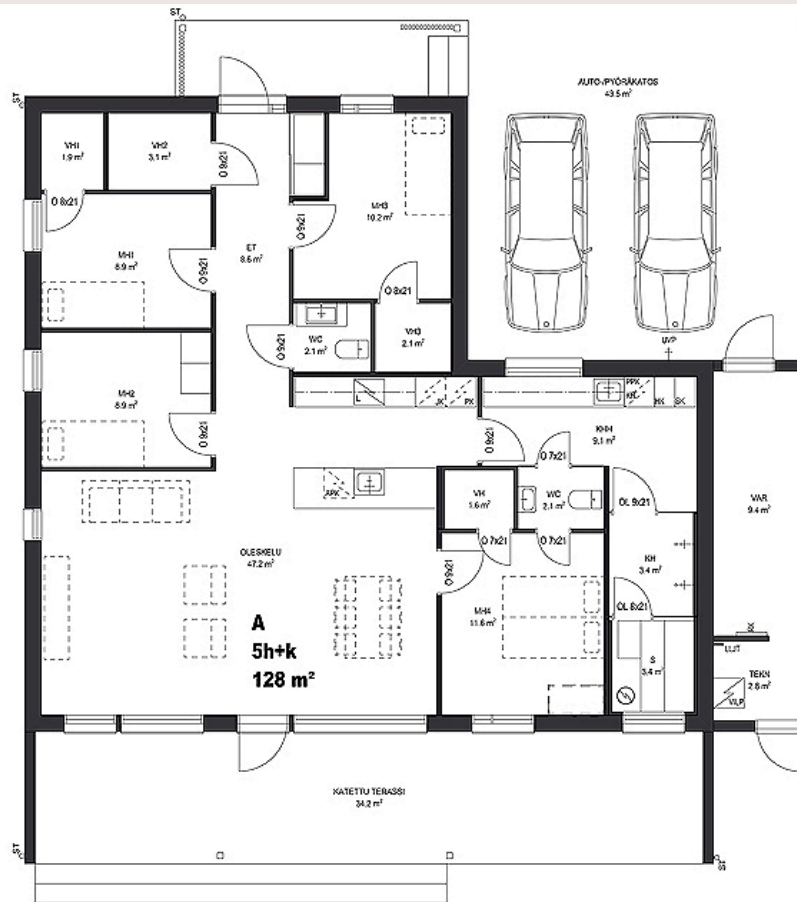 ST
ST
AUTO-/PYÖRÄKATOS
43.5 m²
VH1
1.9 m²
VH2
3.1 m²
O 9x21
O 8x21
MH3
10.2 m²
O 9x21
ET
8.6 m²
MH1
8.9 m²
O 9x21
O 8x21
WC
2.1 m²
VH3
2.1 m²
O 9x21
UVP
MH2
8.9 m²
O 9x21
L
JK
PK
PPK
KK
HK
SK
KHH
9.1 m²
O 9x21
O 7x21
APK
VH
1.6 m²
WC
2.1 m²
OL 9x21
VAR
9.4 m²
OLESKELU
47.2 m²
O 7x21
O 7x21
KH
3.4 m²
O 9x21
MH4
11.6 m²
OL 8x21
A
5h+k
128 m²
S
3.4 m²
TEKN
2.8 m²
VILP
KATETTU TERASSI
34.2 m²
ST
ST